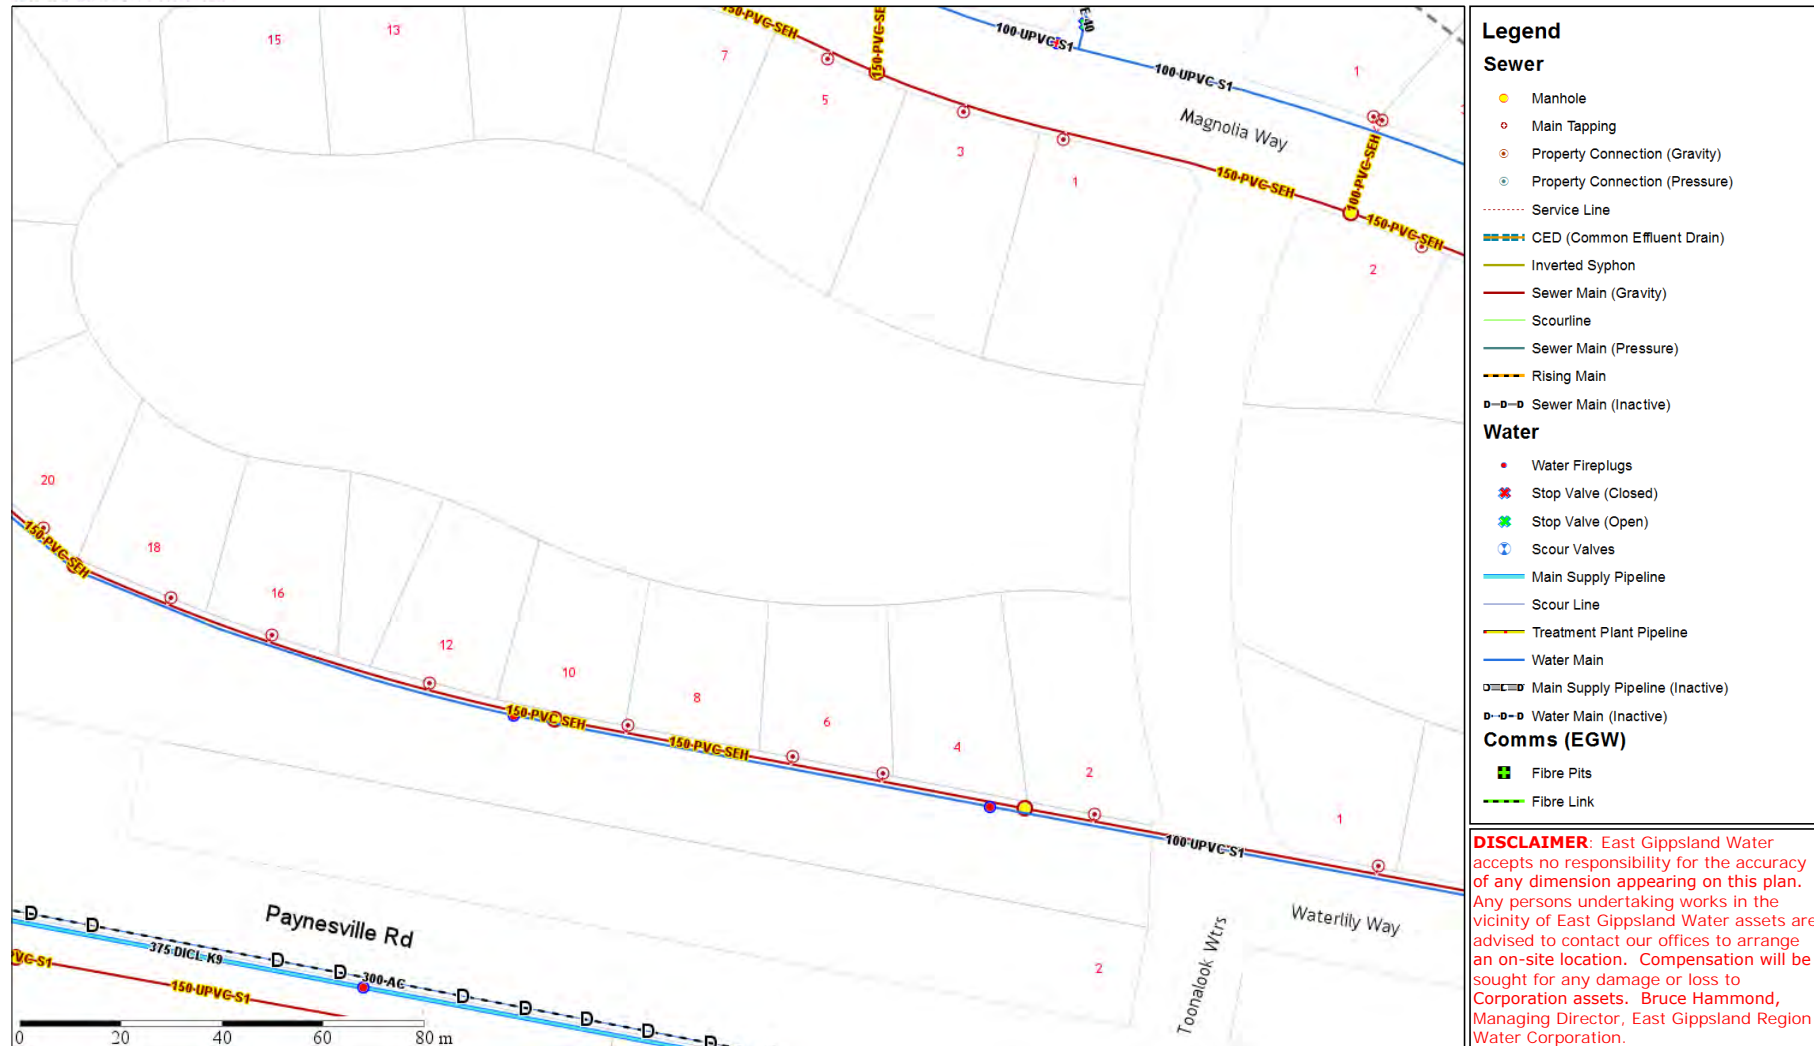 15
13
7
5
3
1
1
2
150-PVC-SEH
150-PVC-SE
100-UPVC-S1
100-UPVC-S1
Magnolia Way
150-PVC-SEH
100-PVC-SEH
150-PVC-SEH
20
18
16
12
10
8
6
4
2
1
150-PVC-SEH
150-PVC SEH
150-PVC-SEH
100-UPVC-S1
Waterlily Way
Toonalook Wtrs
2
Paynesville Rd
D D D D D D D D D
375 DICL K9
300-AC
VC-S1
150-UPVC-S1
0 20 40 60 80 m
Legend
Sewer
Manhole
Main Tapping
Property Connection (Gravity)
Property Connection (Pressure)
Service Line
CED (Common Effluent Drain)
Inverted Syphon
Sewer Main (Gravity)
Scourline
Sewer Main (Pressure)
Rising Main
D-D-D Sewer Main (Inactive)
Water
Water Fireplugs
Stop Valve (Closed)
Stop Valve (Open)
Scour Valves
Main Supply Pipeline
Scour Line
Treatment Plant Pipeline
Water Main
Main Supply Pipeline (Inactive)
D--D-D Water Main (Inactive)
Comms (EGW)
Fibre Pits
Fibre Link
DISCLAIMER: East Gippsland Water
accepts no responsibility for the accuracy
of any dimension appearing on this plan.
Any persons undertaking works in the
vicinity of East Gippsland Water assets are
advised to contact our offices to arrange
an on-site location. Compensation will be
sought for any damage or loss to
Corporation assets. Bruce Hammond,
Managing Director, East Gippsland Region
Water Corporation.